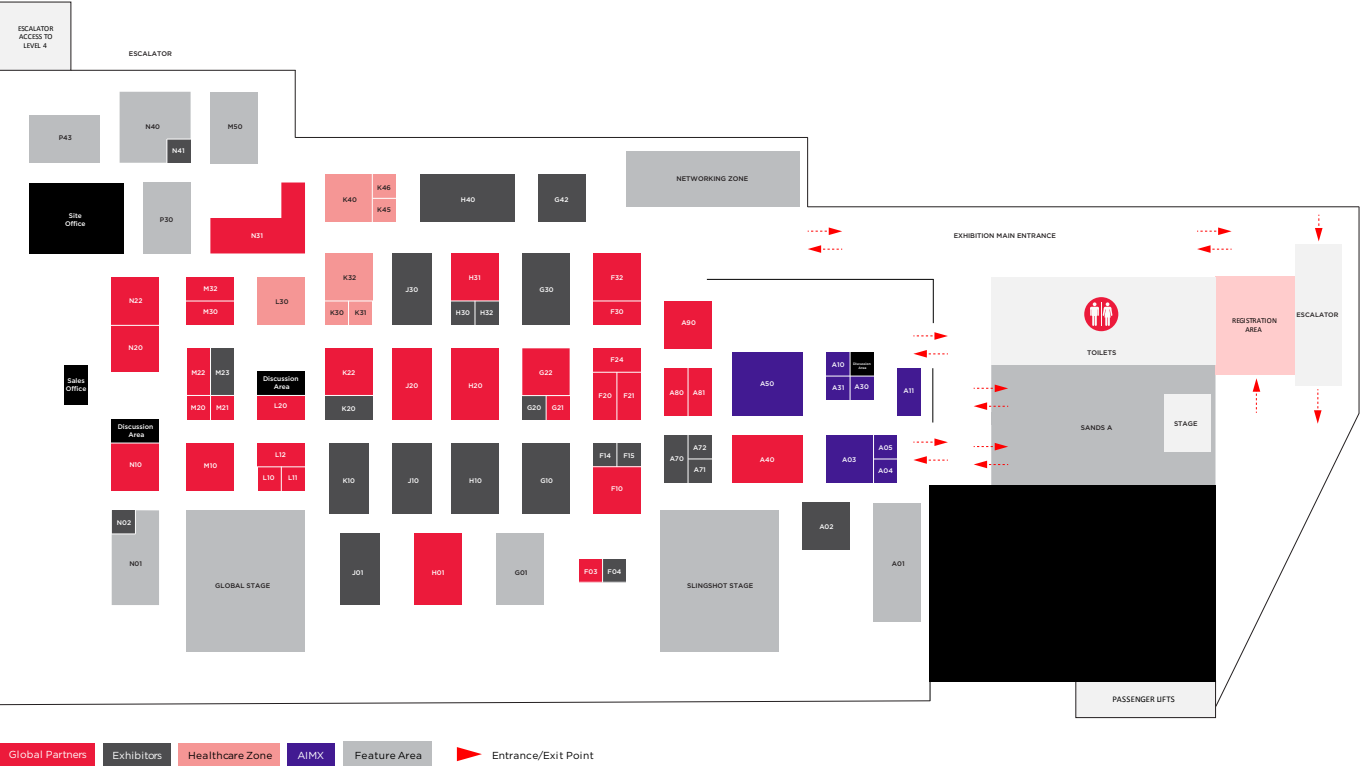 ESCALATOR
ACCESS TO
LEVEL 4
ESCALATOR
P43
N40
N41
M50
NETWORKING ZONE
Site
Office
P30
N31
K40
K46
K45
H40
G42
EXHIBITION MAIN ENTRANCE
N22
N20
M32
M30
L30
K32
K30
K31
J30
H31
H30
H32
G30
F32
F30
A90
TOILETS
REGISTRATION
AREA
ESCALATOR
Sales
Office
M22
M23
M20
M21
Discussion
Area
L20
K22
K20
J20
H20
G22
G20
G21
F24
F20
F21
A80
A81
A50
A10
Discussion
Area
A31
A30
A11
SANDS A
STAGE
Discussion
Area
N10
M10
L12
L10
L11
K10
J10
H10
G10
F14
F15
F10
A70
A72
A71
A40
A03
A05
A04
N02
N01
GLOBAL STAGE
J01
H01
G01
F03
F04
SLINGSHOT STAGE
A02
A01
PASSENGER LIFTS
Global Partners
Exhibitors
Healthcare Zone
AIMX
Feature Area
Entrance/Exit Point